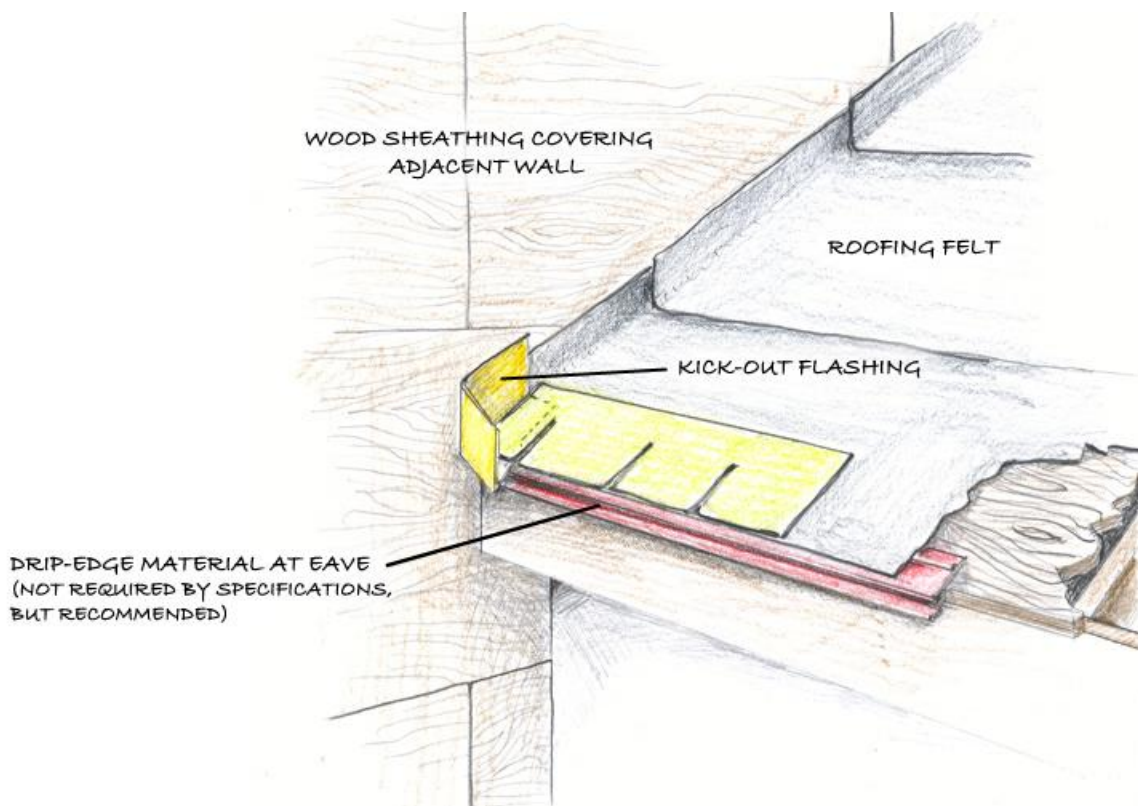 WOOD SHEATHING COVERING
ADJACENT WALL
ROOFING FELT
KICK-OUT FLASHING
DRIP-EDGE MATERIAL AT EAVE
(NOT REQUIRED BY SPECIFICATIONS,
BUT RECOMMENDED)